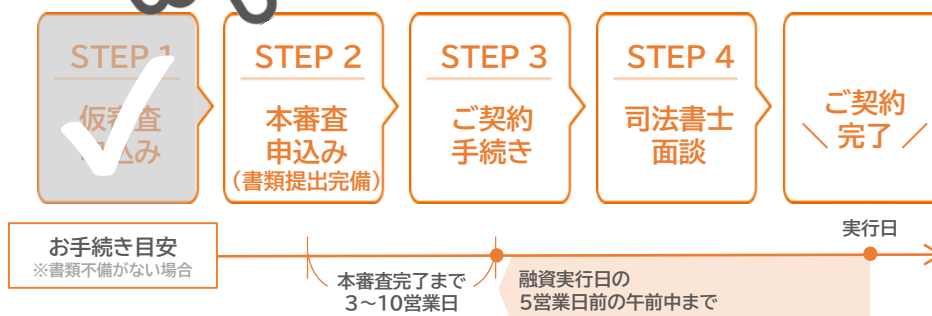 STEP 1
仮審査
申込み
STEP 2
本審査
申込み
(書類提出完備)
STEP 3
ご契約
手続き
STEP 4
司法書士
面談
ご契約
＼ 完了 ／
お手続き目安
※書類不備がない場合
本審査完了まで
3～10営業日
融資実行日の
5営業日前の午前中まで
実行日